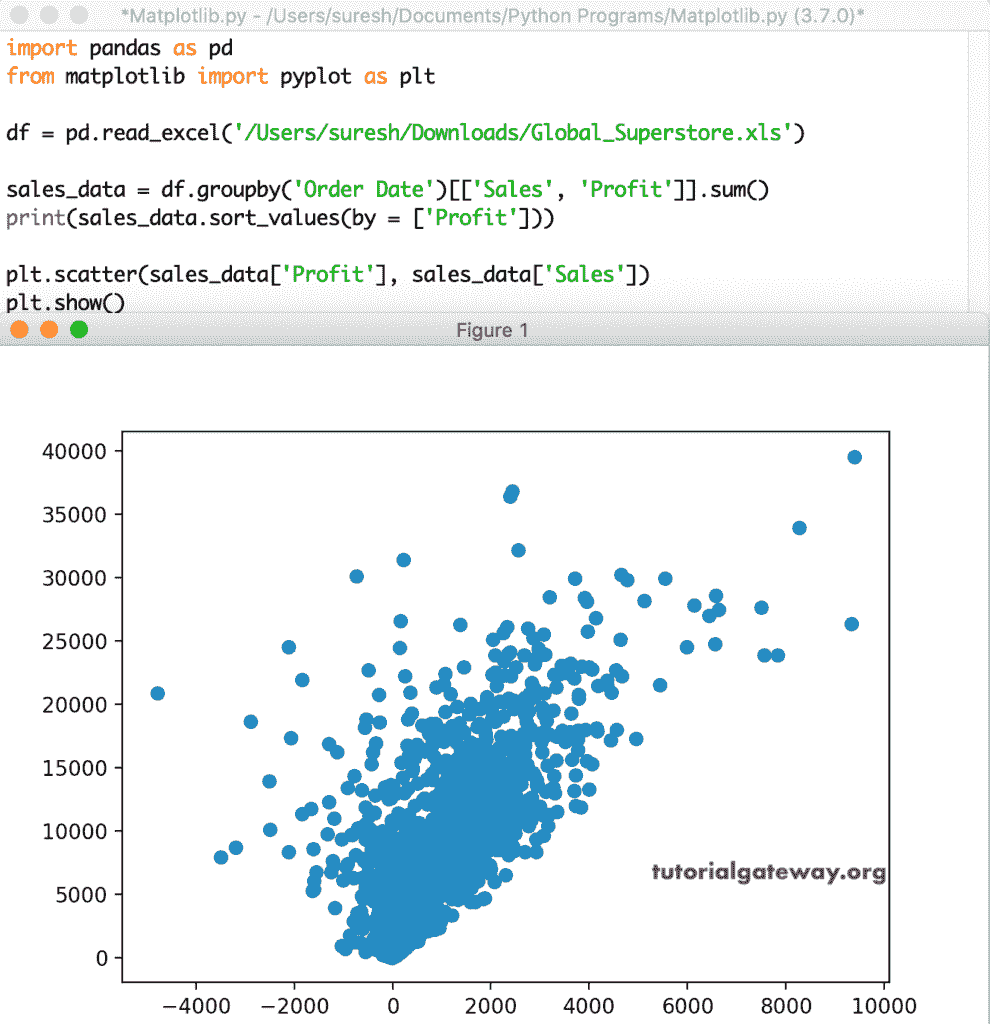 *Matplotlib.py - /Users/suresh/Documents/Python Programs/Matplotlib.py (3.7.0)*
import pandas as pd
from matplotlib import pyplot as plt
df = pd.read_excel('/Users/suresh/Downloads/Global_Superstore.xls')
sales_data = df.groupby('Order Date')[['Sales', 'Profit']].sum()
print(sales_data.sort_values(by = ['Profit']))
plt.scatter(sales_data['Profit'], sales_data['Sales'])
plt.show()
Figure 1
40000
35000
30000
25000
20000
15000
10000
5000
0
tutorialgateway.org
−4000 −2000 0 2000 4000 6000 8000 10000